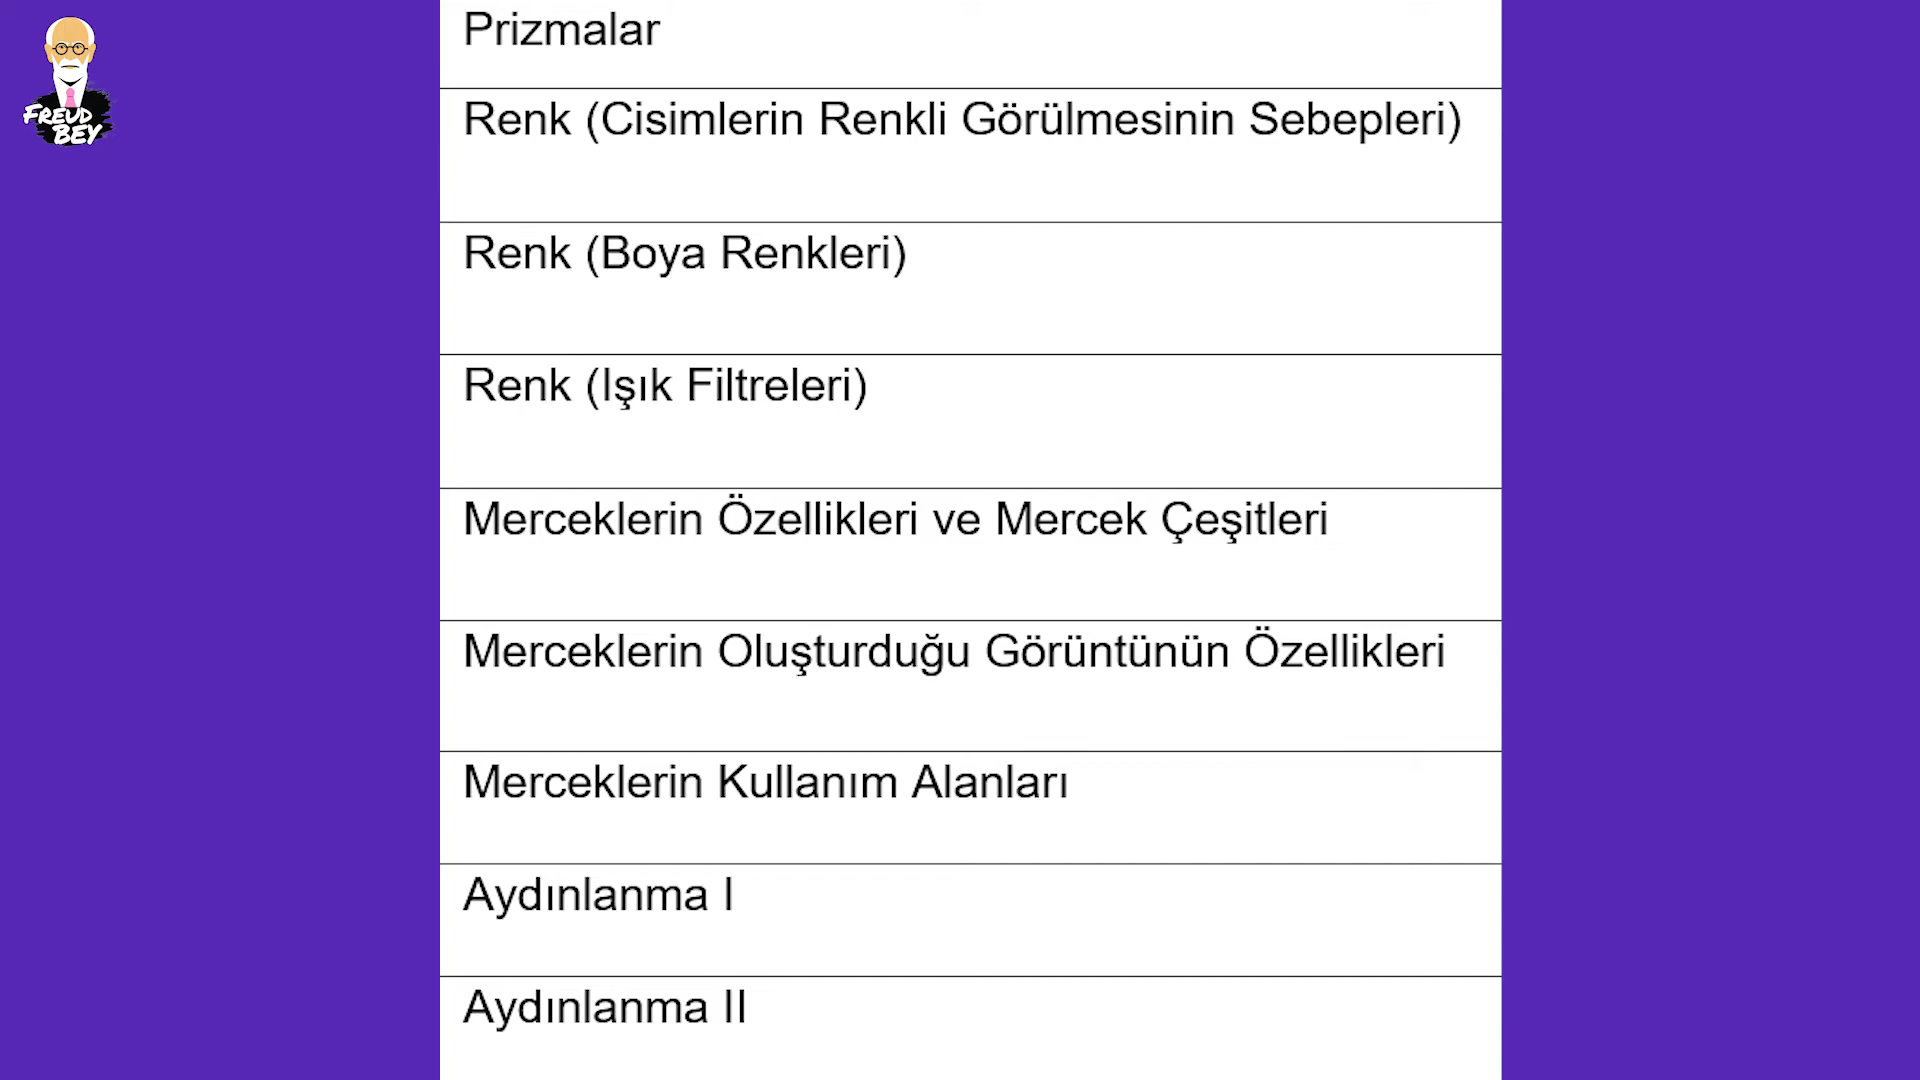 FREUD
BEY
Prizmalar
Renk (Cisimlerin Renkli Görülmesinin Sebepleri)
Renk (Boya Renkleri)
Renk (Işık Filtreleri)
Merceklerin Özellikleri ve Mercek Çeşitleri
Merceklerin Oluşturduğu Görüntünün Özellikleri
Merceklerin Kullanım Alanları
Aydınlanma I
Aydınlanma II